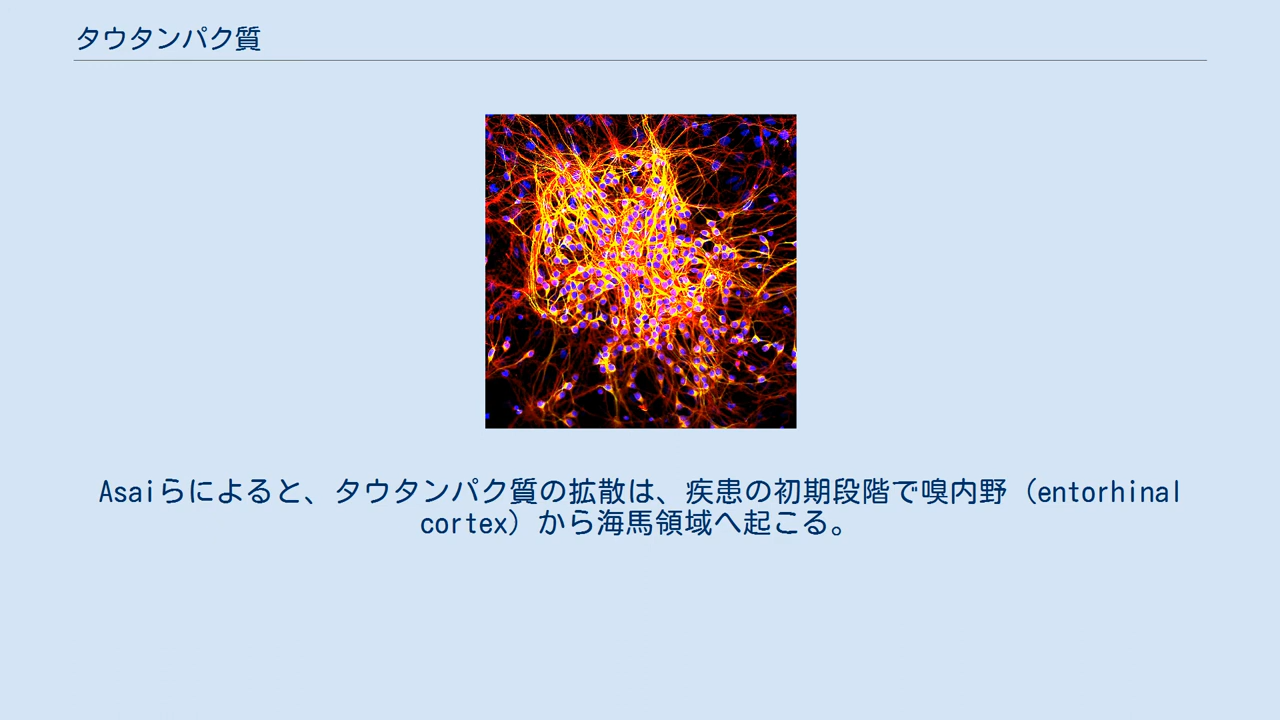 タウタンパク質
Asaiらによると、タウタンパク質の拡散は、疾患の初期段階で嗅内野（entorhinal
cortex）から海馬領域へ起こる。